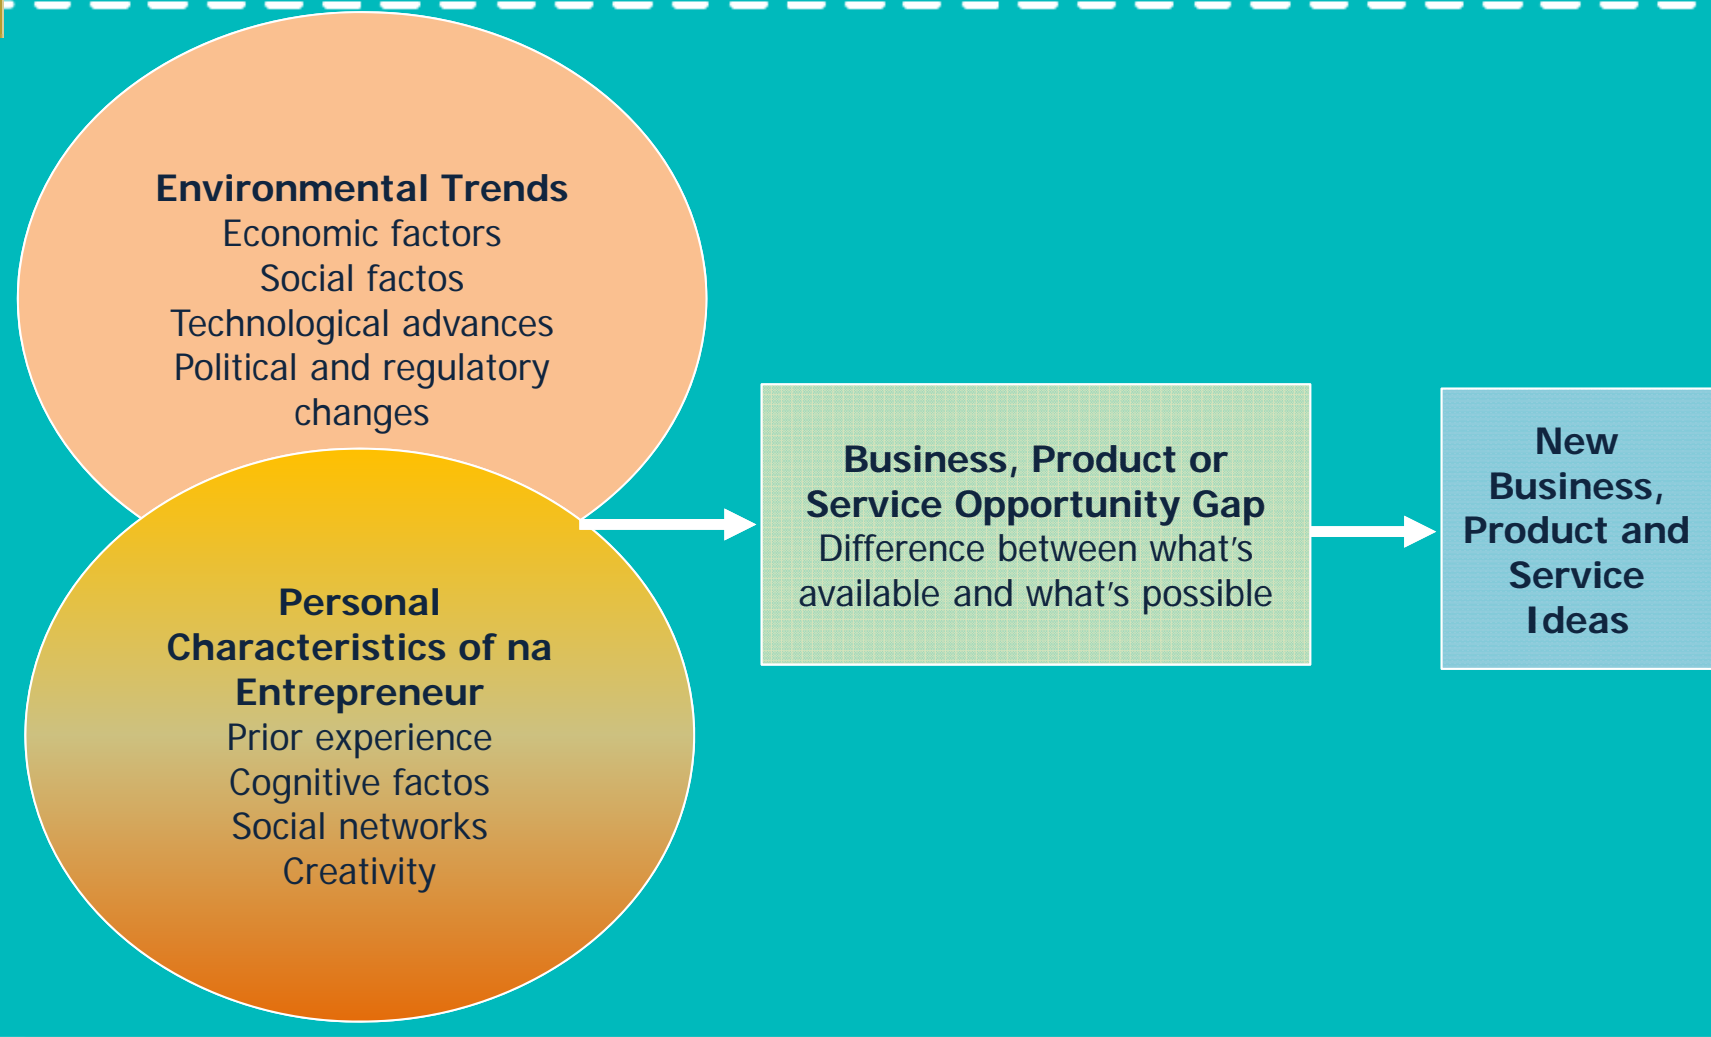 Environmental Trends
Economic factors
Social factos
Technological advances
Political and regulatory
changes
Personal
Characteristics of na
Entrepreneur
Prior experience
Cognitive factos
Social networks
Creativity
Business, Product or
Service Opportunity Gap
Difference between what's
available and what's possible
New
Business,
Product and
Service
Ideas